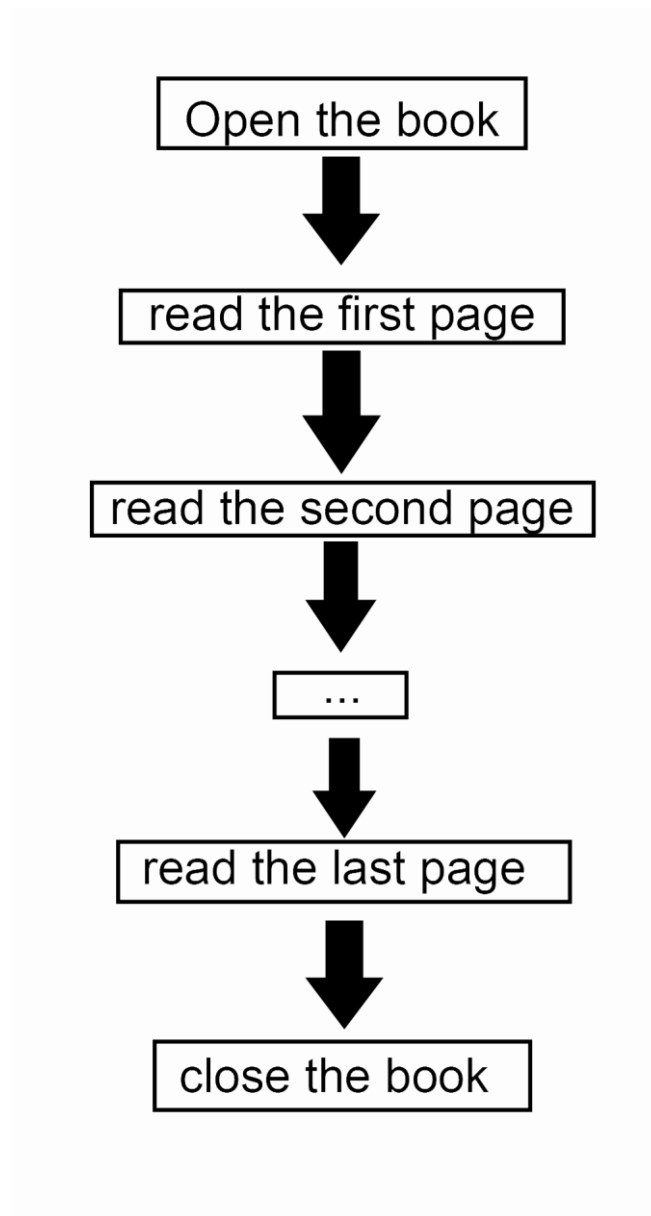 Open the book
read the first page
read the second page
...
read the last page
close the book